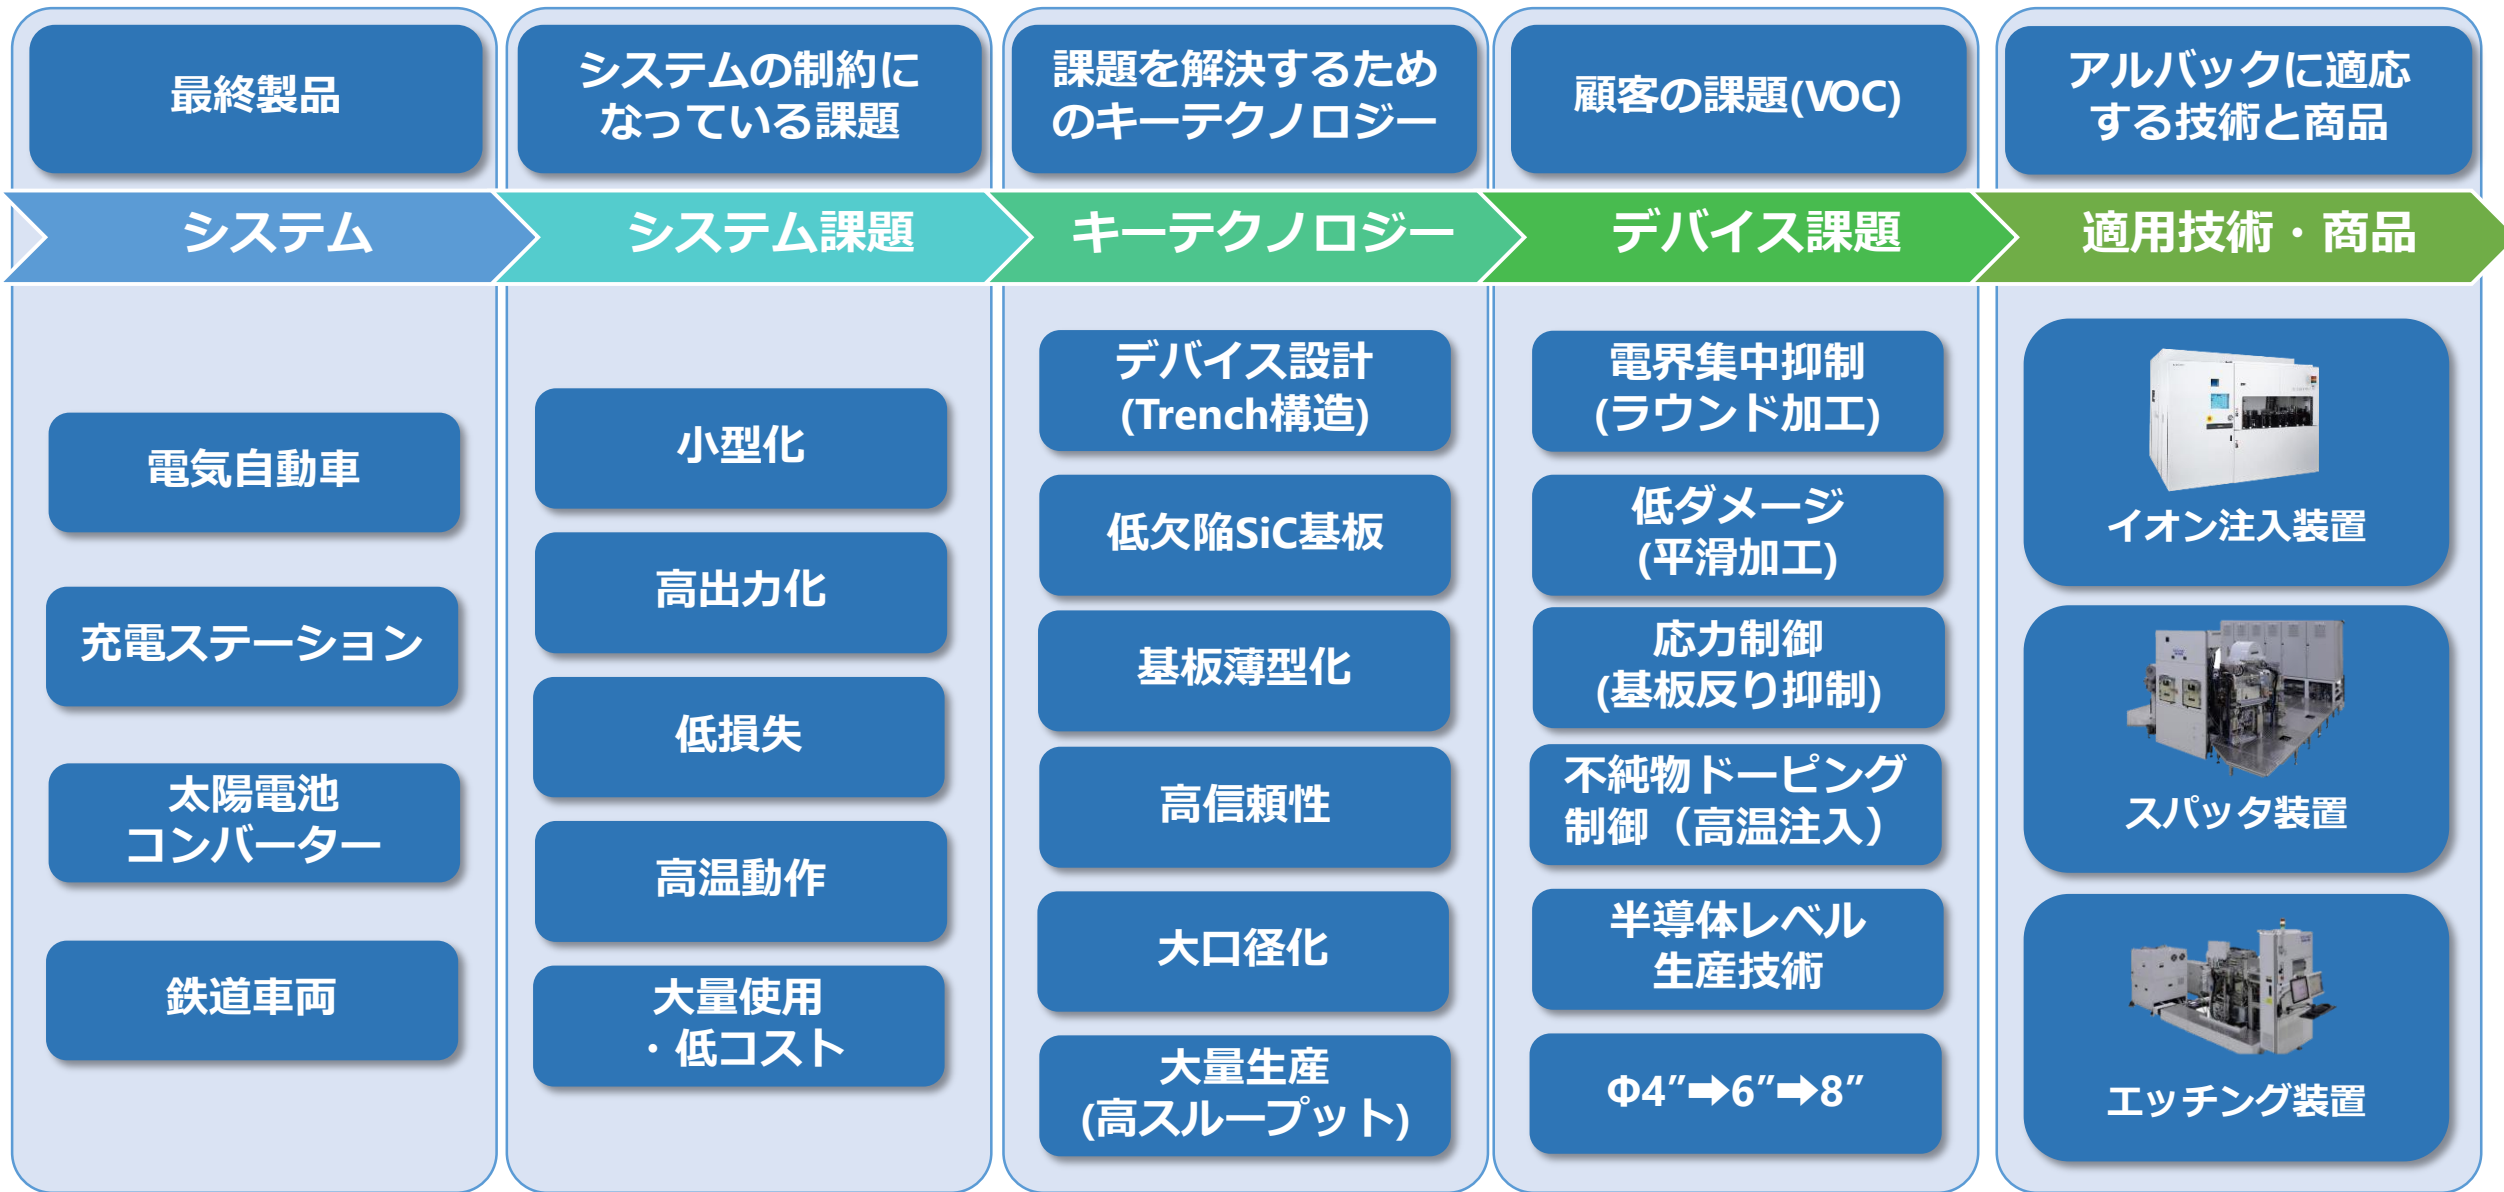 最終製品
システムの制約に
なっている課題
課題を解決するため
のキーテクノロジー
顧客の課題(VOC)
アルバックに適応
する技術と商品
システム
システム課題
キーテクノロジー
デバイス課題
適用技術・商品
電気自動車
充電ステーション
太陽電池
コンバーター
鉄道車両
小型化
高出力化
低損失
高温動作
大量使用
・低コスト
デバイス設計
(Trench構造)
低欠陥SiC基板
基板薄型化
高信頼性
大口径化
大量生産
(高スループット)
電界集中抑制
(ラウンド加工)
低ダメージ
(平滑加工)
応力制御
(基板反り抑制)
不純物ドーピング
制御（高温注入）
半導体レベル
生産技術
Φ4″➡6″➡8″
イオン注入装置
スパッタ装置
エッチング装置